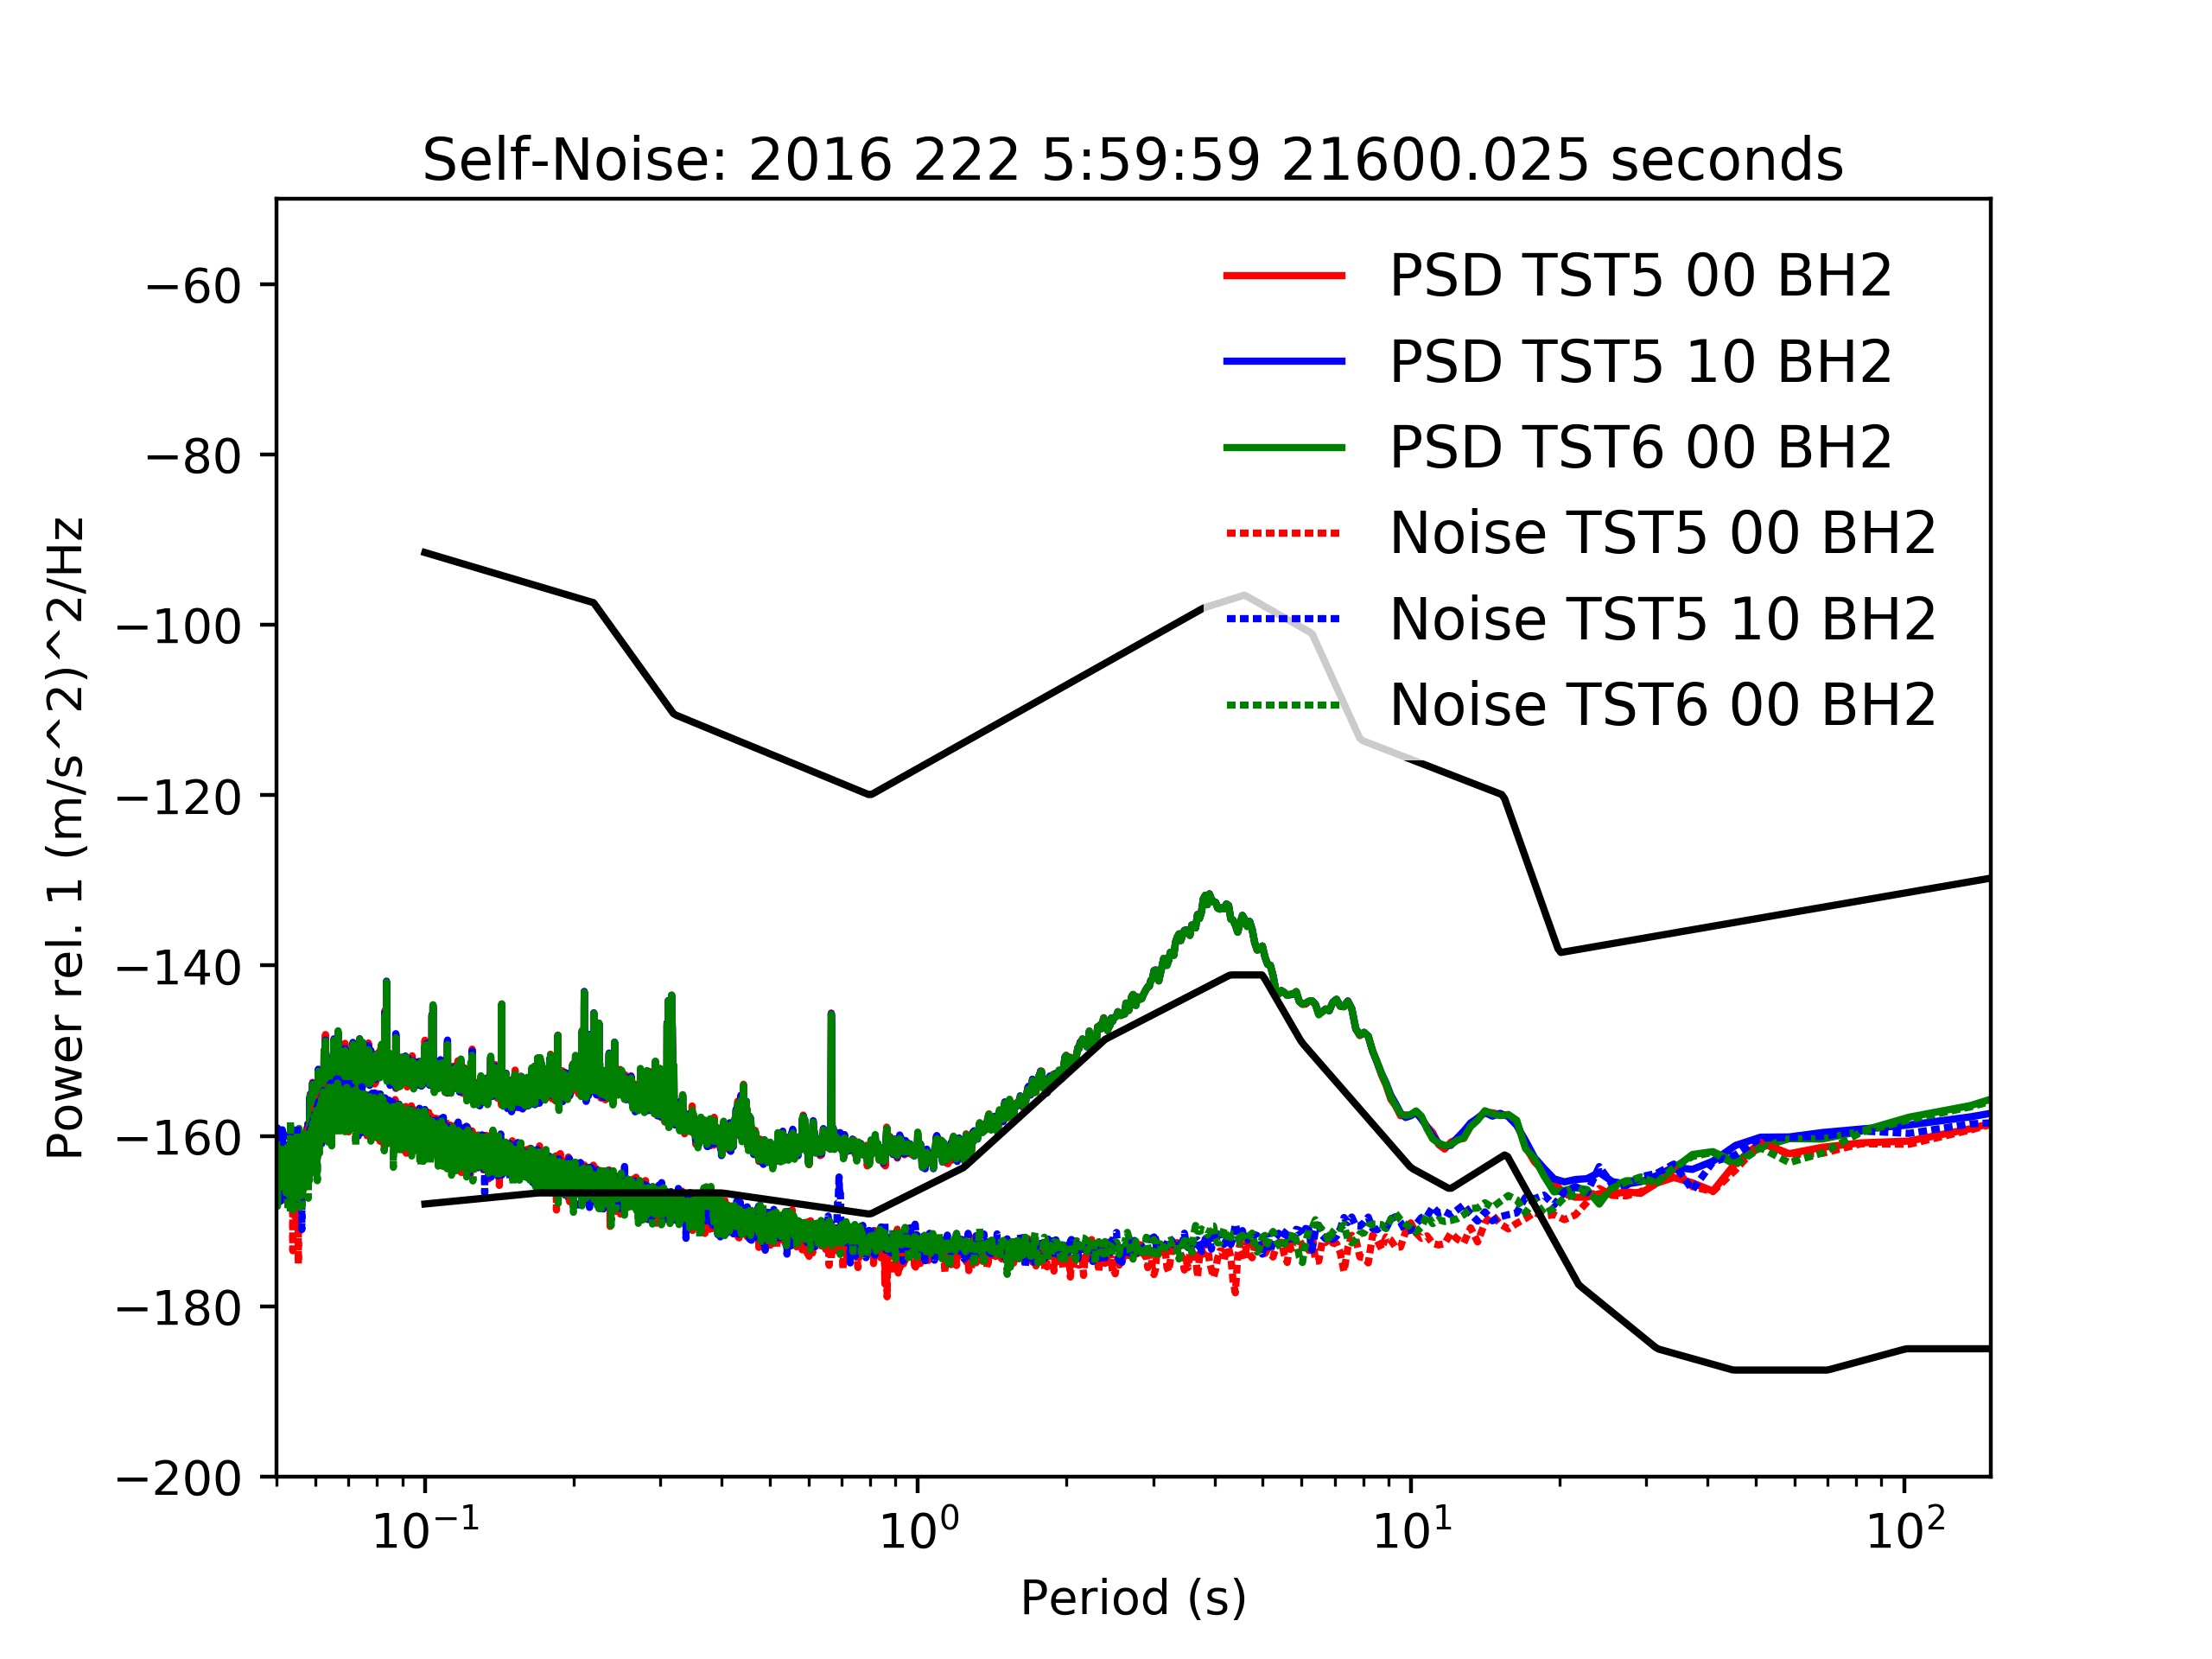 Self-Noise: 2016 222 5:59:59 21600.025 seconds
PSD TST5 00 BH2
PSD TST5 10 BH2
PSD TST6 00 BH2
Noise TST5 00 BH2
Noise TST5 10 BH2
Noise TST6 00 BH2
Power rel. 1 (m/s^2)^2/Hz
−60
−80
−100
−120
−140
−160
−180
−200
10⁻¹
10⁰
10¹
10²
Period (s)